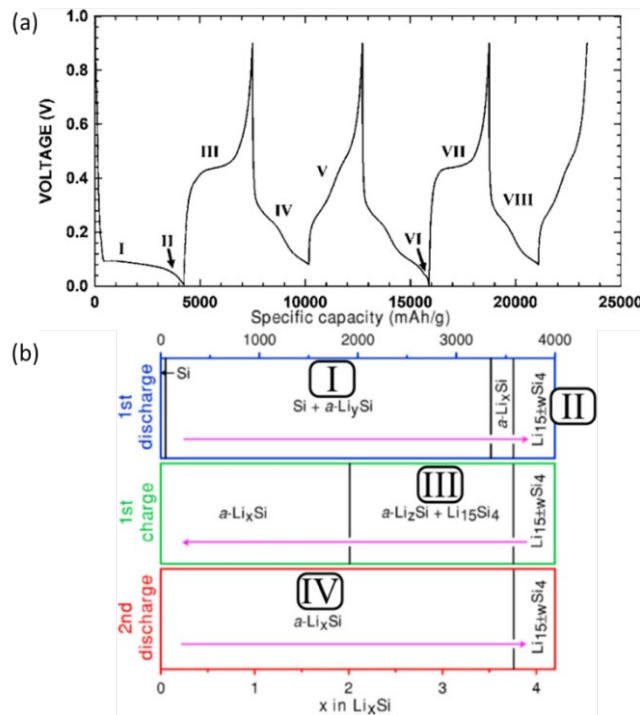 (a)
VOLTAGE (V)
1.0
0.8
0.6
0.4
0.2
0.0
I
II
III
IV
V
VI
VII
VIII
0 5000 10000 15000 20000 25000
Specific capacity (mAh/g)
(b)
0 1000 2000 3000 4000
1st
discharge
Si
I
Si + a-LiySi
a-LixSi
Li15±wSi4
II
1st
charge
a-LixSi
III
a-LizSi + Li15Si4
Li15±wSi4
2nd
discharge
IV
a-LixSi
Li15±wSi4
0 1 2 3 4
x in LixSi